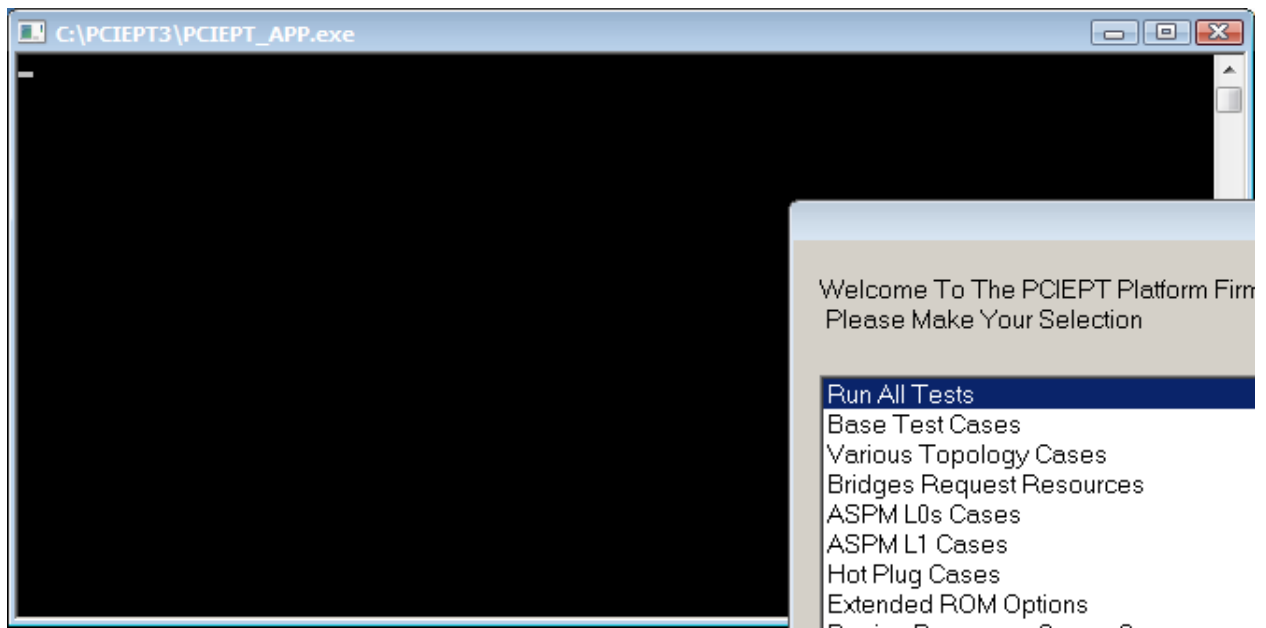 C:\PCIEPT3\PCIEPT_APP.exe
Welcome To The PCIEPT Platform
Please Make Your Selection
Run All Tests
Base Test Cases
Various Topology Cases
Bridges Request Resources
ASPM L0s Cases
ASPM L1 Cases
Hot Plug Cases
Extended ROM Options